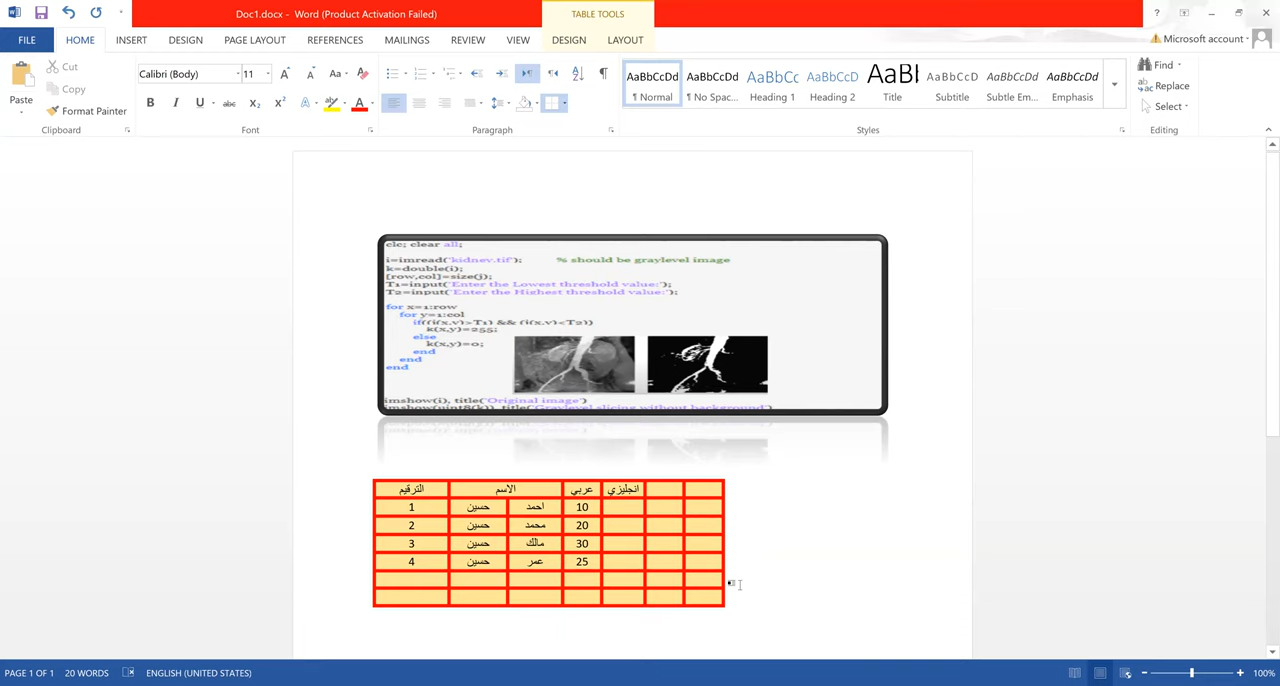 Doc1.docx - Word (Product Activation Failed)
TABLE TOOLS
FILE
HOME
INSERT
DESIGN
PAGE LAYOUT
REFERENCES
MAILINGS
REVIEW
VIEW
DESIGN
LAYOUT
Microsoft account
Paste
Cut
Copy
Format Painter
Clipboard
Calibri (Body)
11
Font
Paragraph
AaBbCcDd
¶ Normal
AaBbCcDd
¶ No Spac...
AaBbCc
Heading 1
AaBbCcD
Heading 2
AaBI
Title
AaBbCcD
Subtitle
AaBbCcDd
Subtle Em...
AaBbCcDd
Emphasis
Styles
Find
Replace
Select
Editing
clc; clear all;
i=imread('kidney.tif'); % should be graylevel image
k=double(i);
[row,col]=size(j);
T1=input('Enter the Lowest threshold value:');
T2=input('Enter the Highest threshold value:');
for x=1:row
for y=1:col
if((i(x,y)>T1) && (i(x,y)<T2))
k(x,y)=255;
else
k(x,y)=0;
end
end
end
imshow(i), title('Original image')
imshow(uint8(k)), title('Graylevel slicing without background')
الترقيم الاسم عربي انجليزي
1 حسين احمد 10
2 حسين محمد 20
3 حسين مالك 30
4 حسين عمر 25
PAGE 1 OF 1 20 WORDS ENGLISH (UNITED STATES) 100%